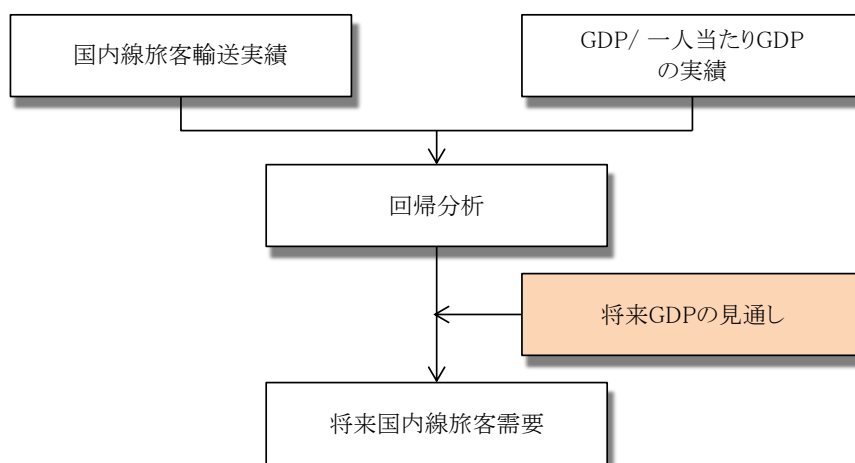 国内線旅客輸送実績
GDP/ 一人当たりGDP
の実績
回帰分析
将来GDPの見通し
将来国内線旅客需要